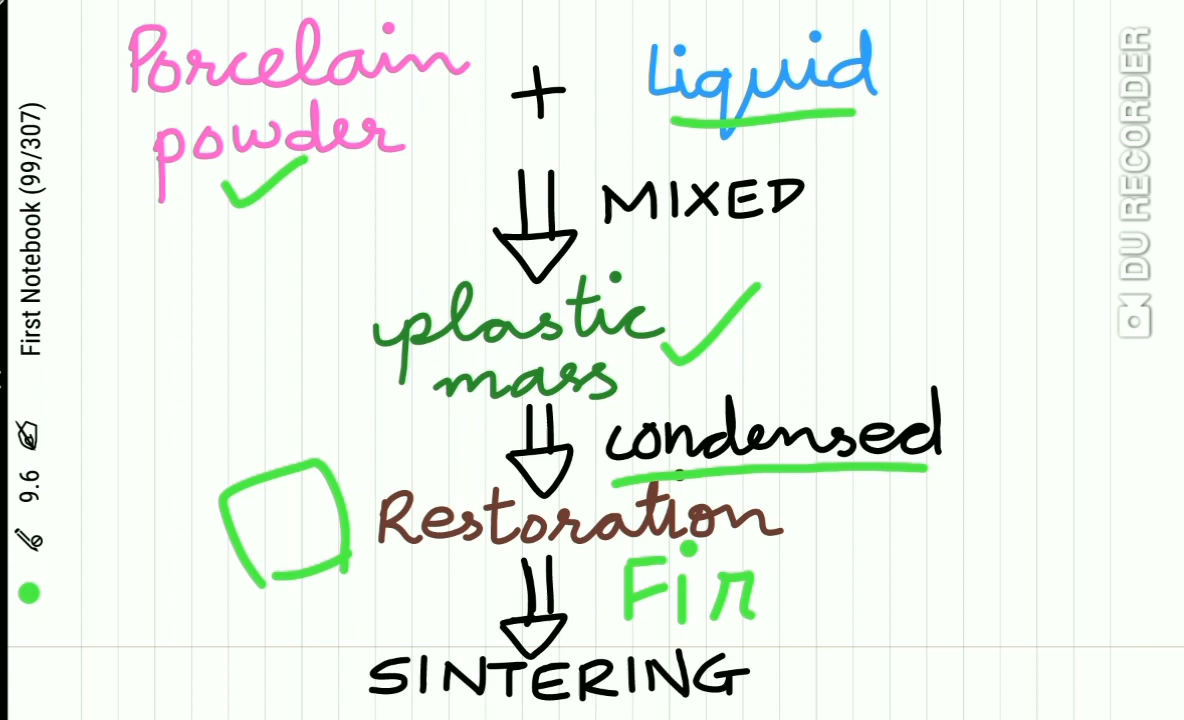 Porcelain + Liquid
powder
MIXED
plastic
mass
condensed
Restoration
Fir
SINTERING
First Notebook (99/307)
9.6
DU RECORDER